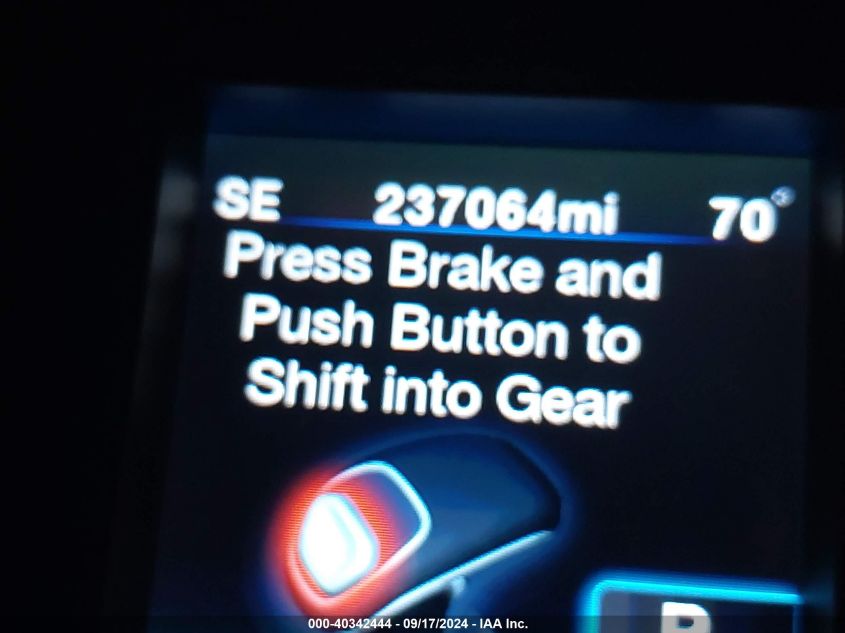 SE 237064mi 70°
Press Brake and
Push Button to
Shift into Gear
000-40342444 - 09/17/2024 - IAA Inc.